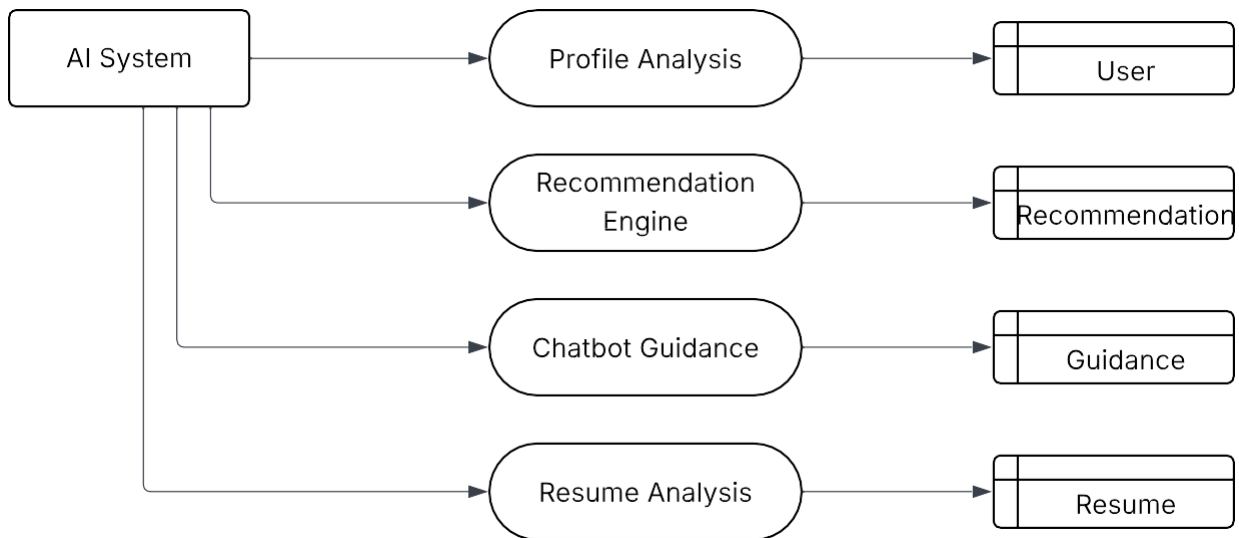 AI System
Profile Analysis
User
Recommendation
Engine
Recommendation
Chatbot Guidance
Guidance
Resume Analysis
Resume